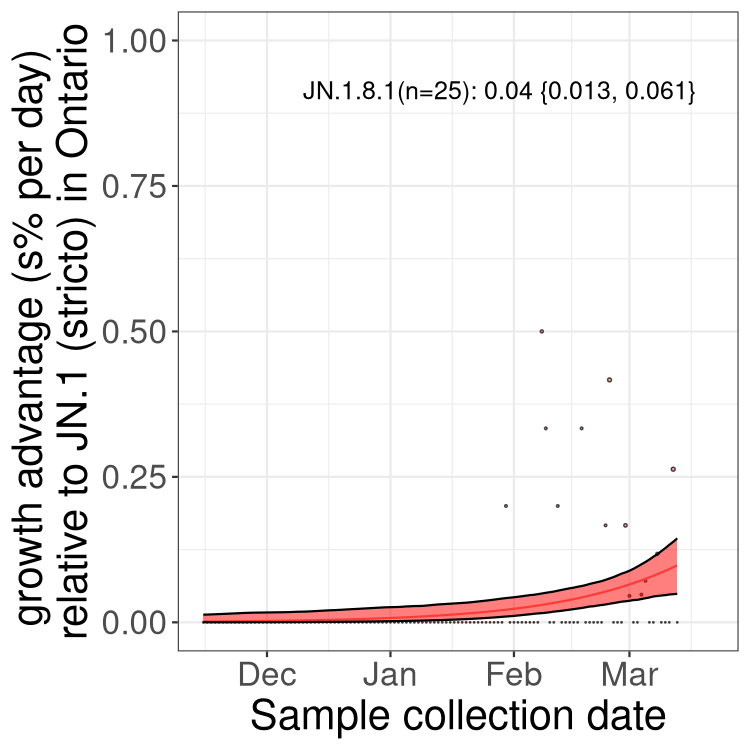 growth advantage (s% per day)
relative to JN.1 (stricto) in Ontario
1.00
0.75
0.50
0.25
0.00
JN.1.8.1(n=25): 0.04 {0.013, 0.061}
Dec Jan Feb Mar
Sample collection date